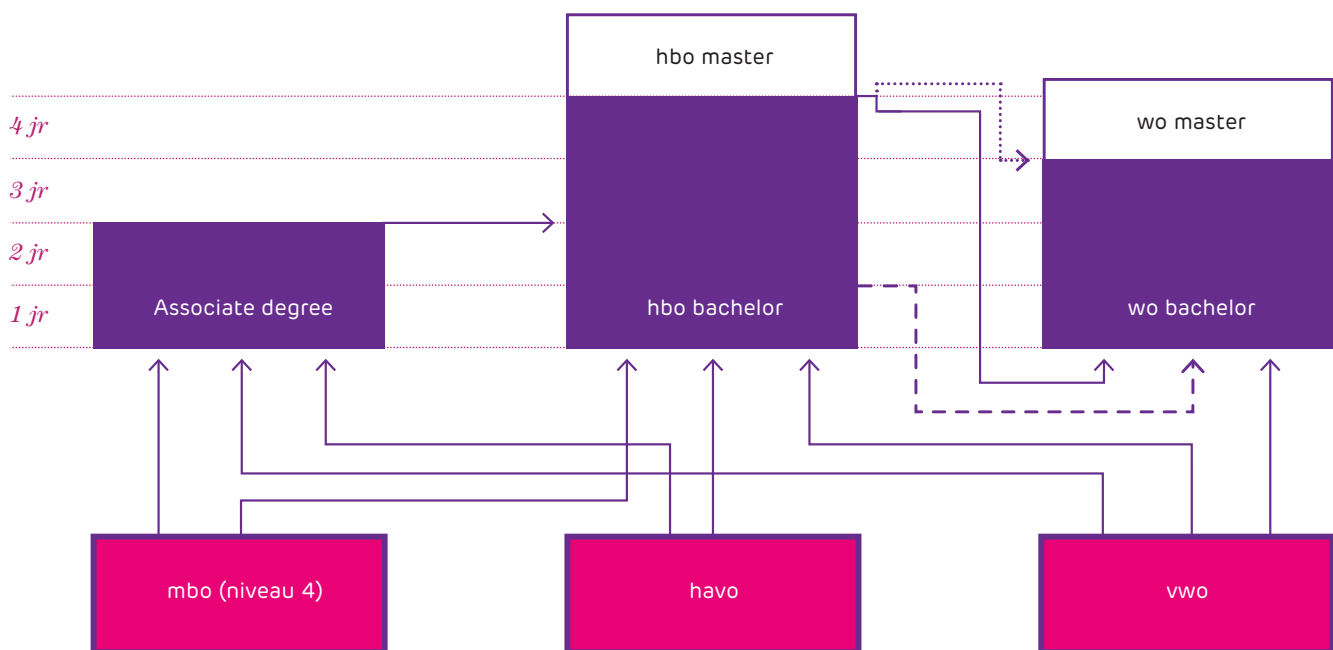 hbo master
4 jr
wo master
3 jr
2 jr
1 jr
Associate degree
hbo bachelor
wo bachelor
mbo (niveau 4)
havo
vwo